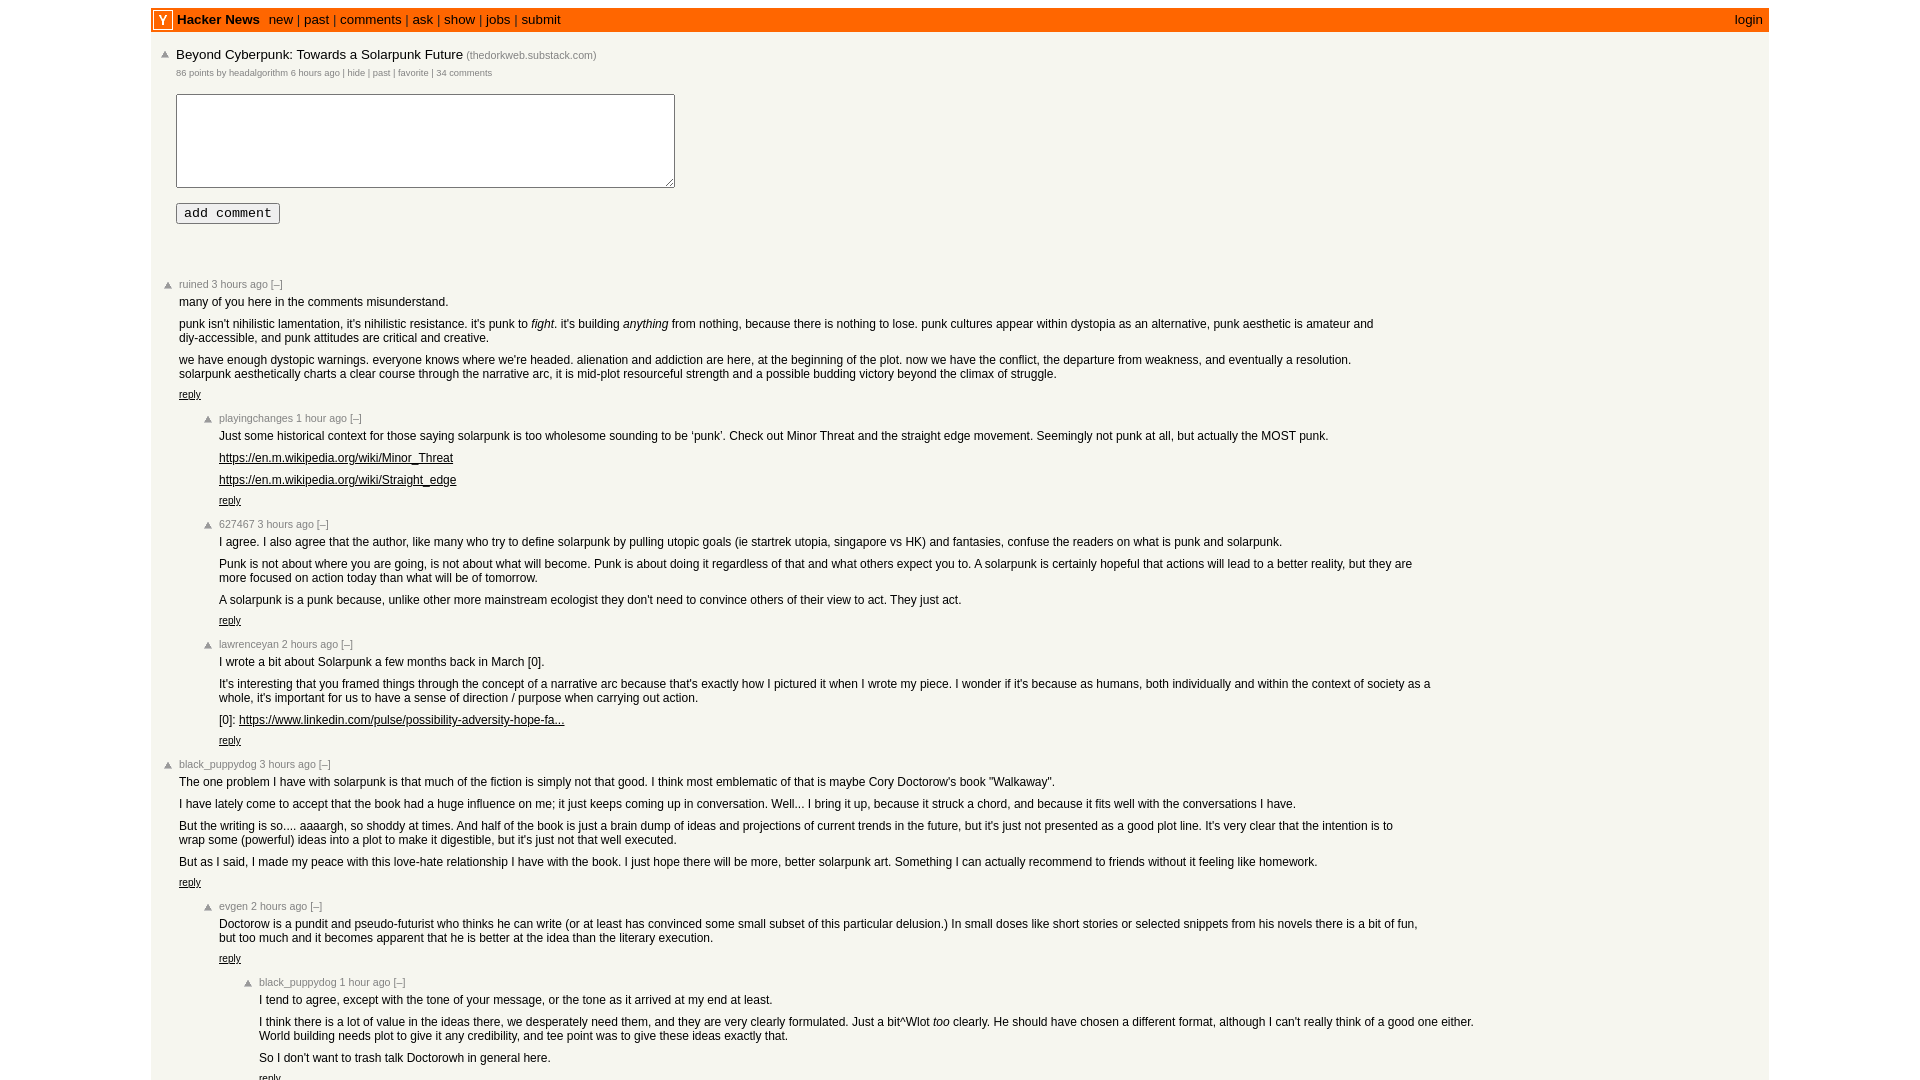 Y Hacker News new | past | comments | ask | show | jobs | submit login
Beyond Cyberpunk: Towards a Solarpunk Future (thedorkweb.substack.com)
86 points by headalgorithm 6 hours ago | hide | past | favorite | 34 comments
add comment
ruined 3 hours ago [–]
many of you here in the comments misunderstand.
punk isn't nihilistic lamentation, it's nihilistic resistance. it's punk to fight. it's building anything from nothing, because there is nothing to lose. punk cultures appear within dystopia as an alternative, punk aesthetic is amateur and
diy-accessible, and punk attitudes are critical and creative.
we have enough dystopic warnings. everyone knows where we're headed. alienation and addiction are here, at the beginning of the plot. now we have the conflict, the departure from weakness, and eventually a resolution.
solarpunk aesthetically charts a clear course through the narrative arc, it is mid-plot resourceful strength and a possible budding victory beyond the climax of struggle.
reply
playingchanges 1 hour ago [–]
Just some historical context for those saying solarpunk is too wholesome sounding to be ‘punk’. Check out Minor Threat and the straight edge movement. Seemingly not punk at all, but actually the MOST punk.
https://en.m.wikipedia.org/wiki/Minor_Threat
https://en.m.wikipedia.org/wiki/Straight_edge
reply
627467 3 hours ago [–]
I agree. I also agree that the author, like many who try to define solarpunk by pulling utopic goals (ie startrek utopia, singapore vs HK) and fantasies, confuse the readers on what is punk and solarpunk.
Punk is not about where you are going, is not about what will become. Punk is about doing it regardless of that and what others expect you to. A solarpunk is certainly hopeful that actions will lead to a better reality, but they are
more focused on action today than what will be of tomorrow.
A solarpunk is a punk because, unlike other more mainstream ecologist they don't need to convince others of their view to act. They just act.
reply
lawrenceyan 2 hours ago [–]
I wrote a bit about Solarpunk a few months back in March [0].
It's interesting that you framed things through the concept of a narrative arc because that's exactly how I pictured it when I wrote my piece. I wonder if it's because as humans, both individually and within the context of society as a
whole, it's important for us to have a sense of direction / purpose when carrying out action.
[0]: https://www.linkedin.com/pulse/possibility-adversity-hope-fa...
reply
black_puppydog 3 hours ago [–]
The one problem I have with solarpunk is that much of the fiction is simply not that good. I think most emblematic of that is maybe Cory Doctorow's book "Walkaway".
I have lately come to accept that the book had a huge influence on me; it just keeps coming up in conversation. Well... I bring it up, because it struck a chord, and because it fits well with the conversations I have.
But the writing is so.... aaaargh, so shoddy at times. And half of the book is just a brain dump of ideas and projections of current trends in the future, but it's just not presented as a good plot line. It's very clear that the intention is to
wrap some (powerful) ideas into a plot to make it digestible, but it's just not that well executed.
But as I said, I made my peace with this love-hate relationship I have with the book. I just hope there will be more, better solarpunk art. Something I can actually recommend to friends without it feeling like homework.
reply
evgen 2 hours ago [–]
Doctorow is a pundit and pseudo-futurist who thinks he can write (or at least has convinced some small subset of this particular delusion.) In small doses like short stories or selected snippets from his novels there is a bit of fun,
but too much and it becomes apparent that he is better at the idea than the literary execution.
reply
black_puppydog 1 hour ago [–]
I tend to agree, except with the tone of your message, or the tone as it arrived at my end at least.
I think there is a lot of value in the ideas there, we desperately need them, and they are very clearly formulated. Just a bit^Wlot too clearly. He should have chosen a different format, although I can't really think of a good one either.
World building needs plot to give it any credibility, and tee point was to give these ideas exactly that.
So I don't want to trash talk Doctorowh in general here.
reply